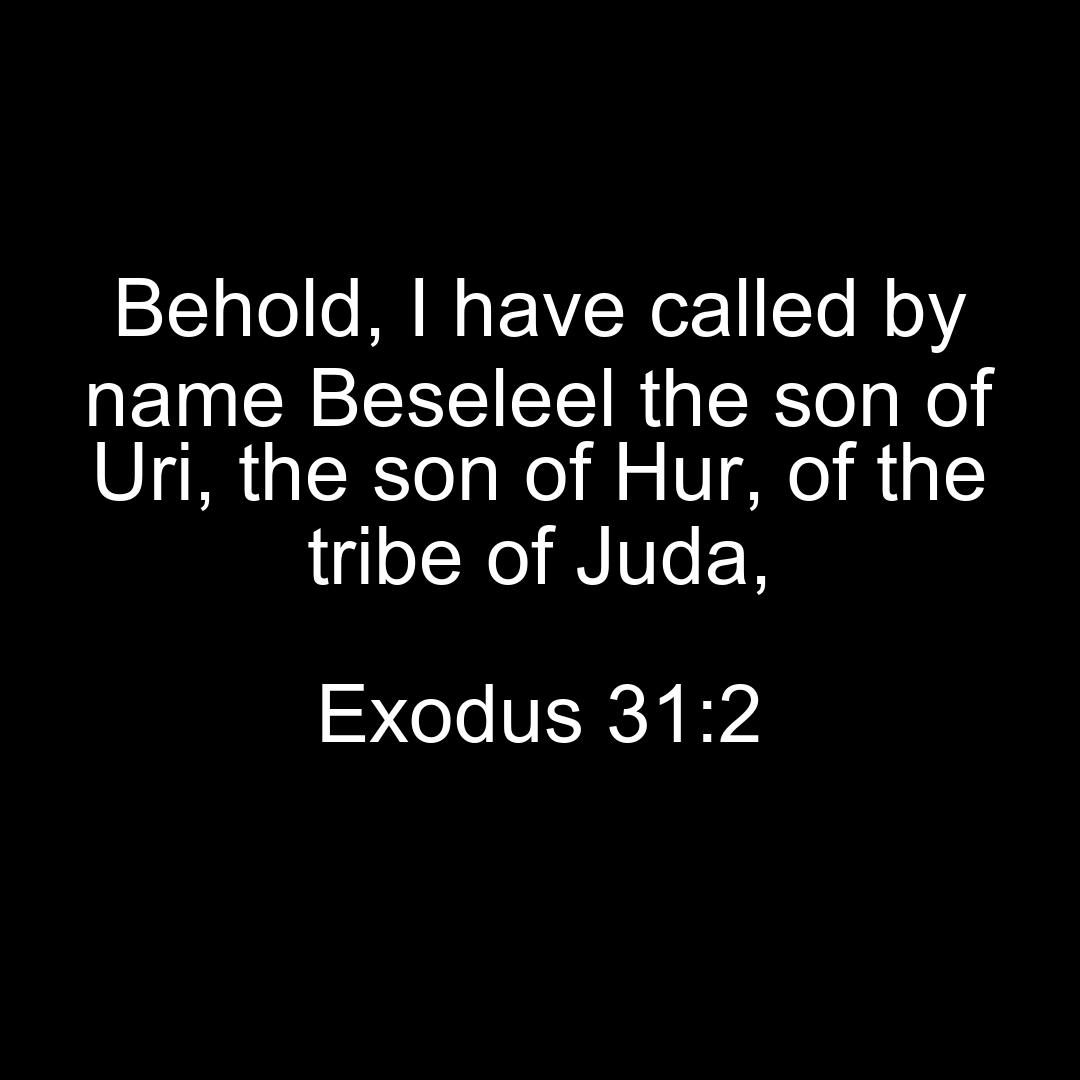 Behold, I have called by
name Beseleel the son of
Uri, the son of Hur, of the
tribe of Juda,
Exodus 31:2